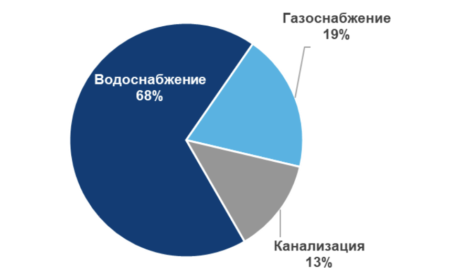 Газоснабжение
19%
Водоснабжение
68%
Канализация
13%